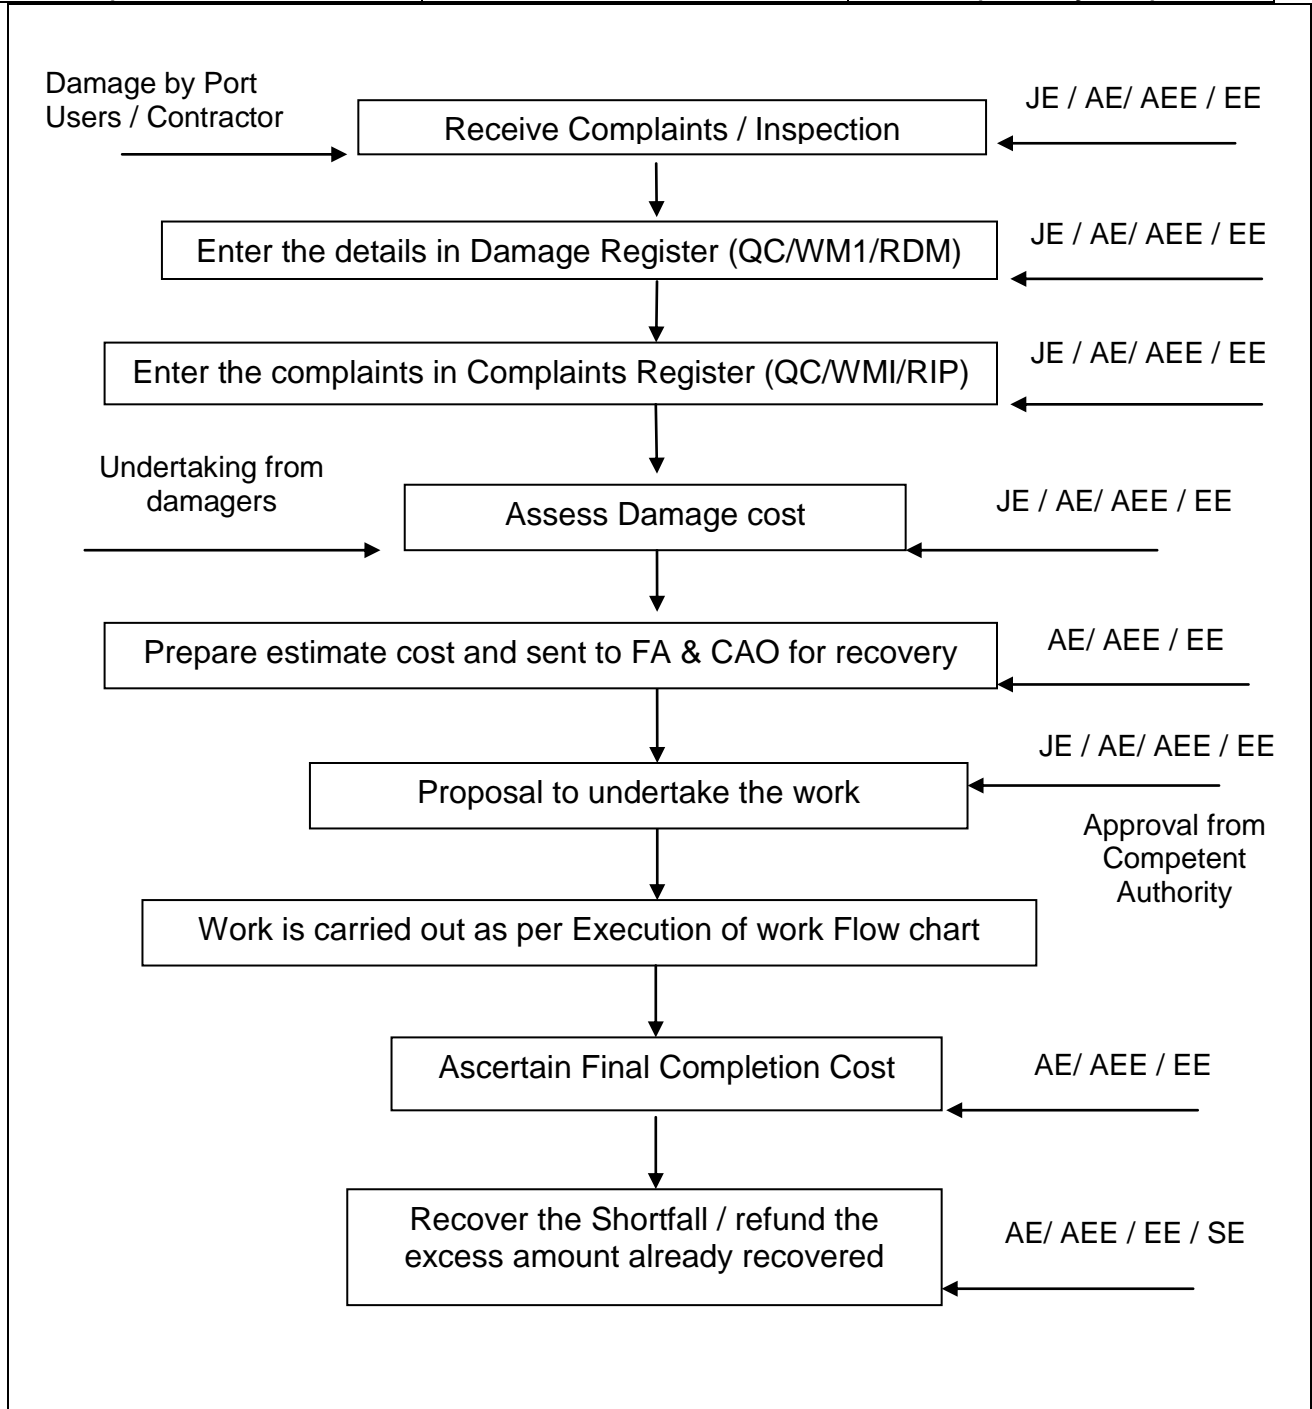 Damage by Port
Users / Contractor
JE / AE/ AEE / EE
Receive Complaints / Inspection
Enter the details in Damage Register (QC/WM1/RDM)
JE / AE/ AEE / EE
Enter the complaints in Complaints Register (QC/WMI/RIP)
JE / AE/ AEE / EE
Undertaking from
damagers
Assess Damage cost
JE / AE/ AEE / EE
Prepare estimate cost and sent to FA & CAO for recovery
AE/ AEE / EE
Proposal to undertake the work
JE / AE/ AEE / EE
Approval from
Competent
Authority
Work is carried out as per Execution of work Flow chart
Ascertain Final Completion Cost
AE/ AEE / EE
Recover the Shortfall / refund the
excess amount already recovered
AE/ AEE / EE / SE